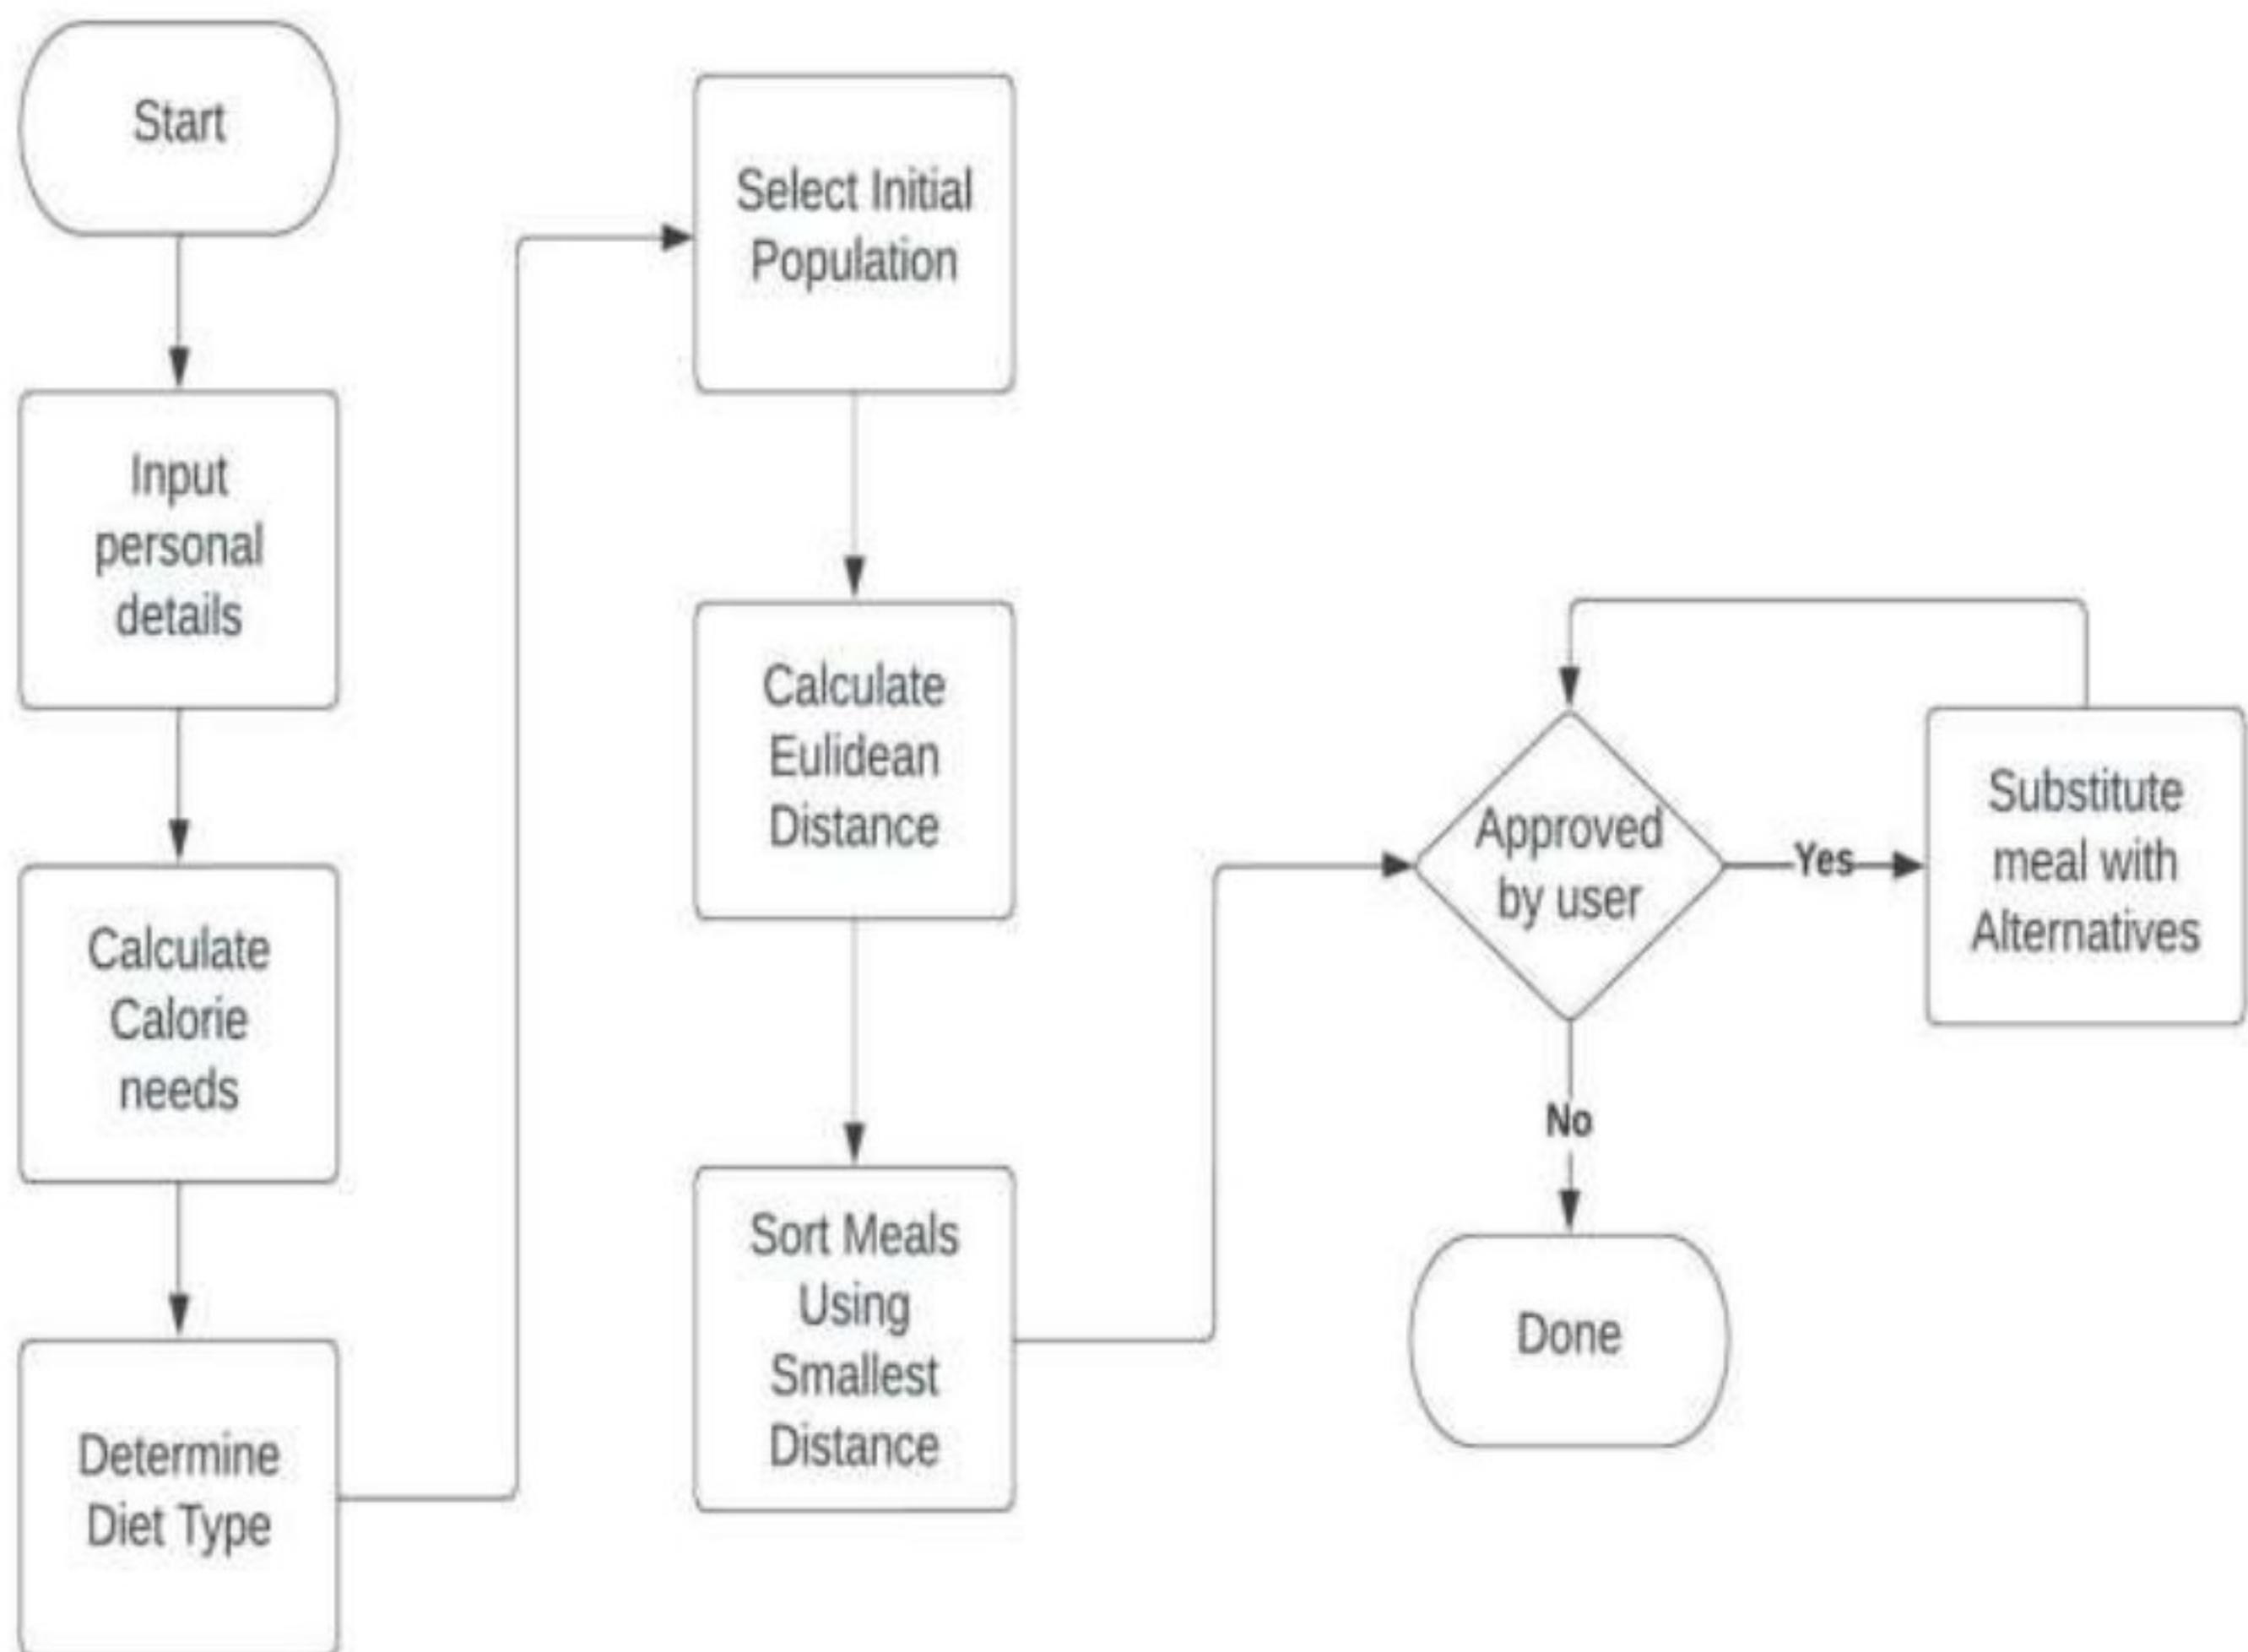 Start
Input
personal
details
Calculate
Calorie
needs
Determine
Diet Type
Select Initial
Population
Calculate
Eulidean
Distance
Sort Meals
Using
Smallest
Distance
Approved
by user
Yes
Substitute
meal with
Alternatives
No
Done